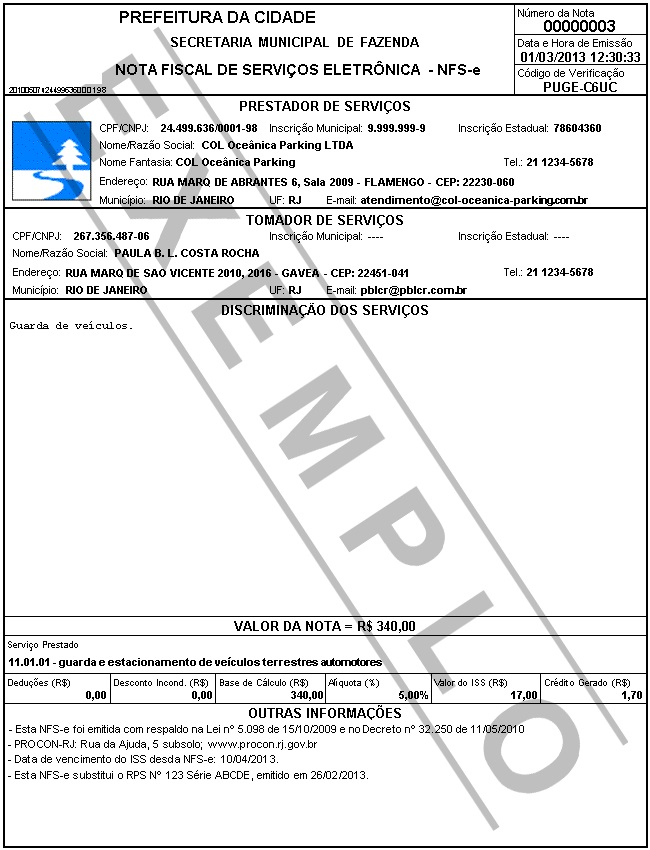 PREFEITURA DA CIDADE
SECRETARIA MUNICIPAL DE FAZENDA
NOTA FISCAL DE SERVIÇOS ELETRÔNICA - NFS-e
Número da Nota
00000003
Data e Hora de Emissão
01/03/2013 12:30:33
Código de Verificação
PUGE-C6UC
PRESTADOR DE SERVIÇOS
CPF/CNPJ: 24.499.636/0001-98 Inscrição Municipal: 9.999.999-9 Inscrição Estadual: 78604360
Nome/Razão Social: COL Oceânica Parking LTDA
Nome Fantasia: COL Oceânica Parking Tel.: 21 1234-5678
Endereço: RUA MARQ DE ABRANTES 6, Sala 2009 - FLAMENGO - CEP: 22230-060
Município: RIO DE JANEIRO UF: RJ E-mail: atendimento@col-oceanica-parking.com.br
TOMADOR DE SERVIÇOS
CPF/CNPJ: 267.356.487-06 Inscrição Municipal: ---- Inscrição Estadual: ----
Nome/Razão Social: PAULA B. L. COSTA ROCHA
Endereço: RUA MARQ DE SAO VICENTE 2010, 2016 - GAVEA - CEP: 22451-041 Tel.: 21 1234-5678
Município: RIO DE JANEIRO UF: RJ E-mail: pblcr@pblcr.com.br
DISCRIMINAÇÃO DOS SERVIÇOS
Guarda de veículos.
EXEMPLO
VALOR DA NOTA = R$ 340,00
Serviço Prestado
11.01.01 - guarda e estacionamento de veículos terrestres automotores
Deduções (R$) Desconto Incond. (R$) Base de Cálculo (R$) Alíquota (%) Valor do ISS (R$) Crédito Gerado (R$)
0,00 0,00 340,00 5,00% 17,00 1,70
OUTRAS INFORMAÇÕES
- Esta NFS-e foi emitida com respaldo na Lei nº 5.098 de 15/10/2009 e no Decreto nº 32.250 de 11/05/2010
- PROCON-RJ: Rua da Ajuda, 5 subsolo; www.procon.rj.gov.br
- Data de vencimento do ISS desda NFS-e: 10/04/2013.
- Esta NFS-e substitui o RPS Nº 123 Série ABCDE, emitido em 26/02/2013.